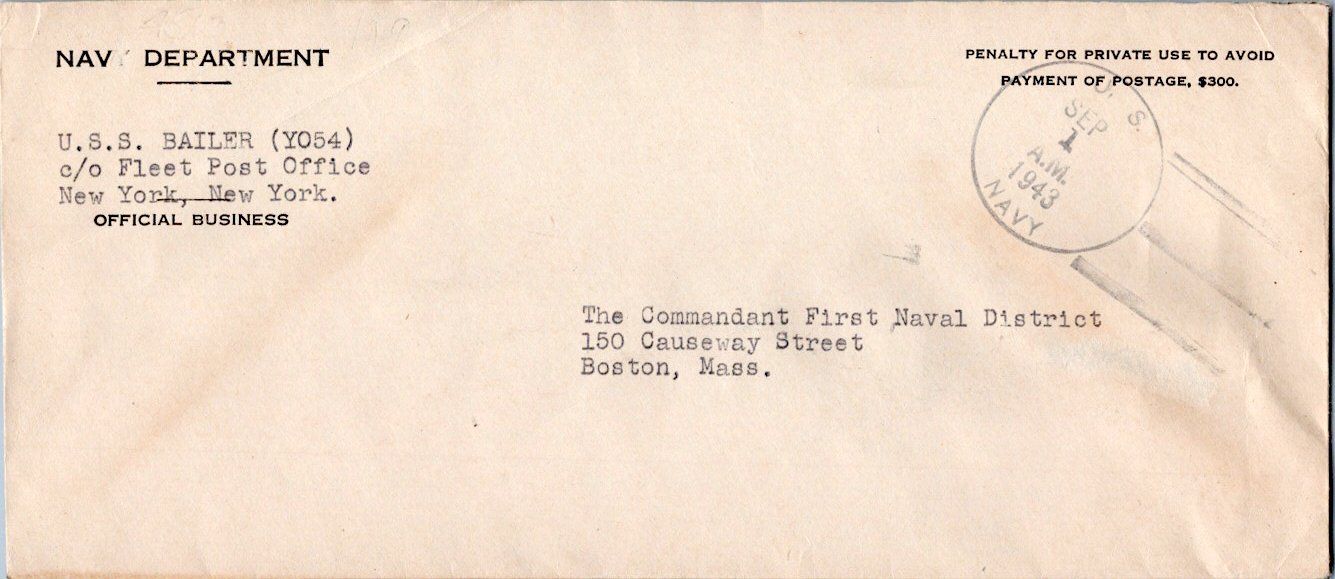 NAVY DEPARTMENT
U.S.S. BAILER (YO54)
c/o Fleet Post Office
New York, New York.
OFFICIAL BUSINESS
PENALTY FOR PRIVATE USE TO AVOID
PAYMENT OF POSTAGE, $300.
U. S.
SEP
1
A.M.
1943
NAVY
The Commandant First Naval District
150 Causeway Street
Boston, Mass.